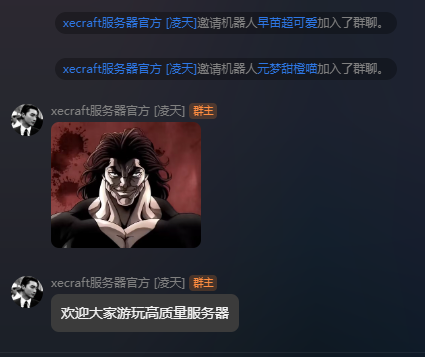 xecraft服务器官方 [凌天]邀请机器人早苗超可爱加入了群聊。
xecraft服务器官方 [凌天]邀请机器人元梦甜橙喵加入了群聊。
xecraft服务器官方 [凌天] 群主
xecraft服务器官方 [凌天] 群主
欢迎大家游玩高质量服务器